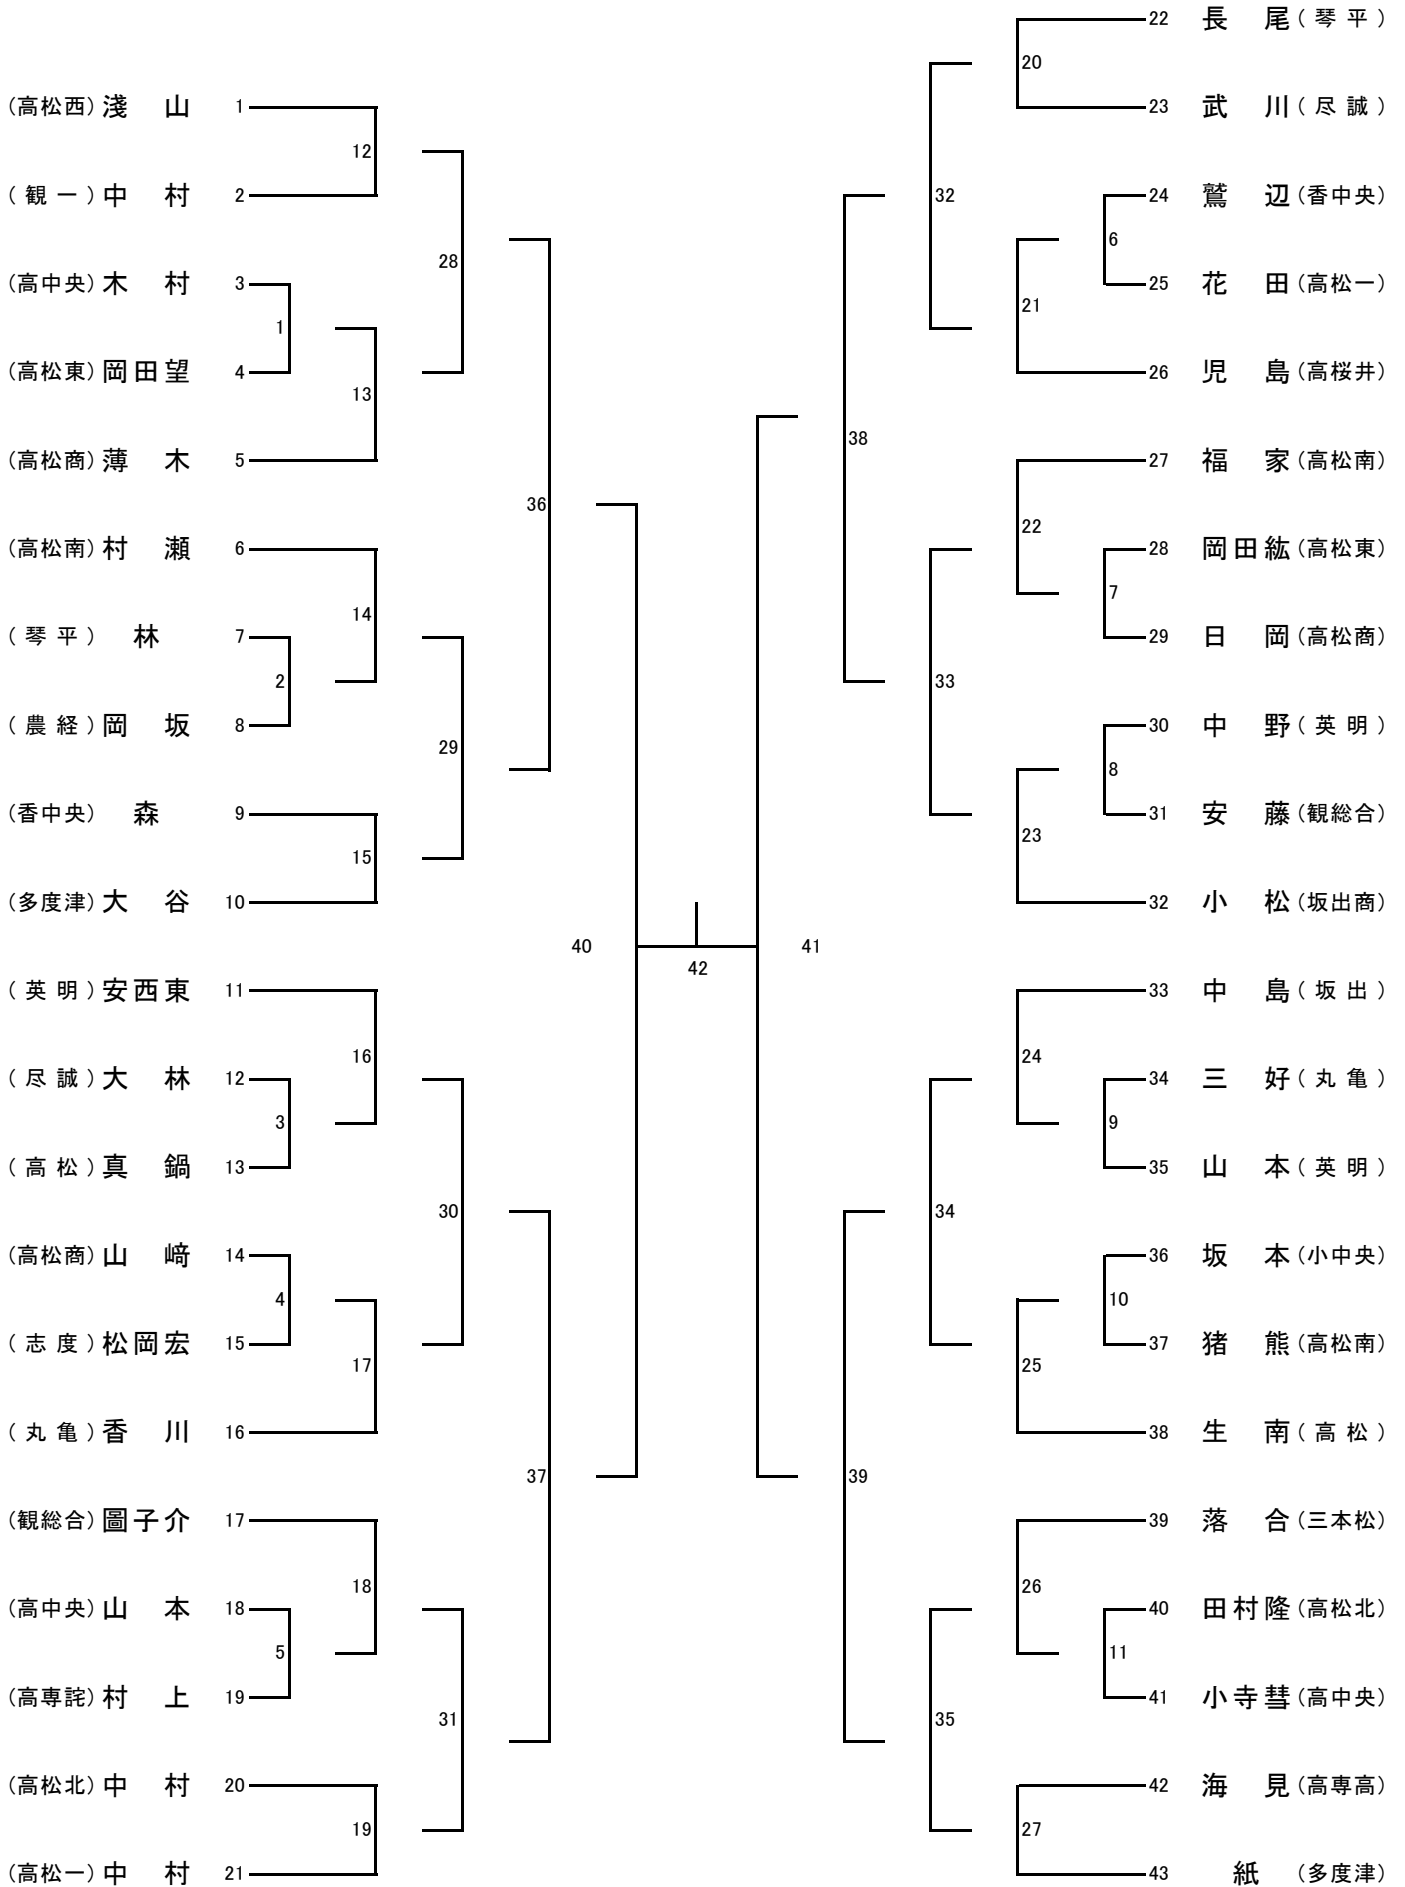 (高松西) 淺山 1
12
(観一) 中村 2
28
(高中央) 木村 3
1
(高松東) 岡田望 4
13
(高松商) 薄木 5
36
(高松南) 村瀬 6
14
(琴平) 林 7
2
(農経) 岡坂 8
29
(香中央) 森 9
15
(多度津) 大谷 10
40
(英明) 安西東 11
16
(尽誠) 大林 12
3
(高松) 真鍋 13
30
(高松商) 山﨑 14
4
(志度) 松岡宏 15
17
(丸亀) 香川 16
37
(観総合) 圖子介 17
18
(高中央) 山本 18
5
(高専詫) 村上 19
31
(高松北) 中村 20
19
(高松一) 中村 21
42
22 長尾 (琴平)
20
23 武川 (尽誠)
32
24 鷲辺 (香中央)
6
25 花田 (高松一)
21
26 児島 (高桜井)
38
27 福家 (高松南)
22
28 岡田紘 (高松東)
7
29 日岡 (高松商)
33
30 中野 (英明)
8
31 安藤 (観総合)
23
32 小松 (坂出商)
41
33 中島 (坂出)
24
34 三好 (丸亀)
9
35 山本 (英明)
34
36 坂本 (小中央)
10
37 猪熊 (高松南)
25
38 生南 (高松)
39
39 落合 (三本松)
26
40 田村隆 (高松北)
11
41 小寺彗 (高中央)
35
42 海見 (高専高)
27
43 紙 (多度津)